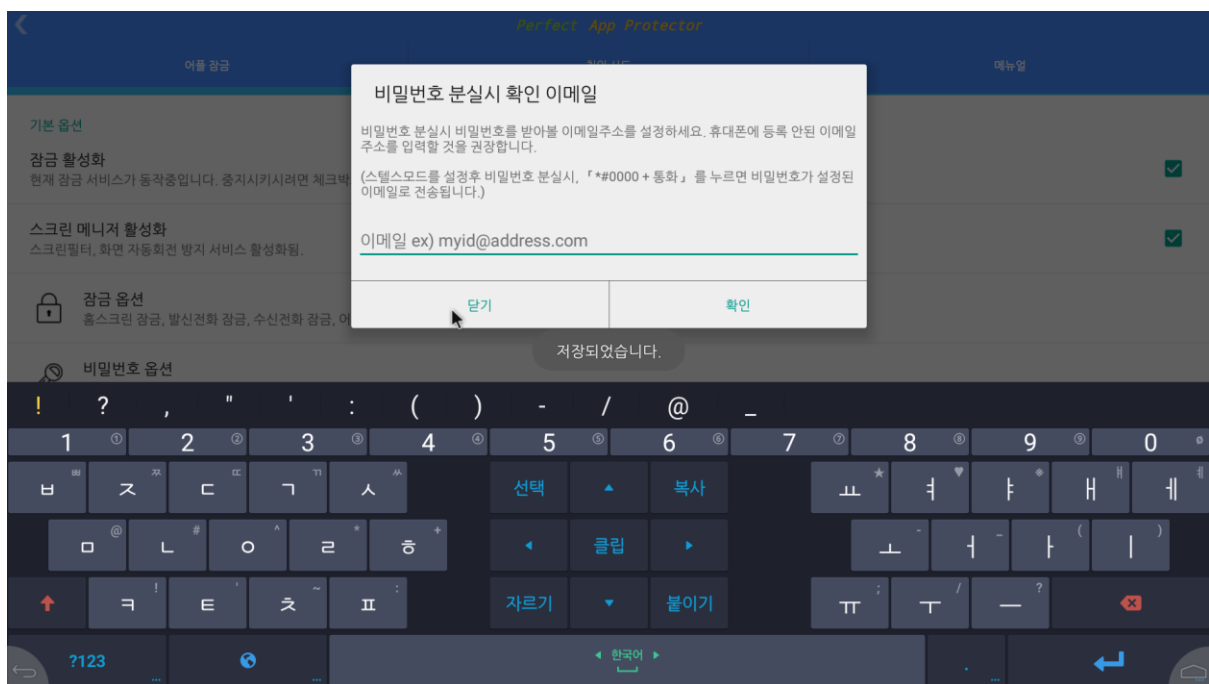 Perfect App Protector
어플 잠금
메뉴얼
기본 옵션
잠금 활성화
현재 잠금 서비스가 동작중입니다. 중지시키시려면 체크박
스크린 메니저 활성화
스크린필터, 화면 자동회전 방지 서비스 활성화됨.
잠금 옵션
홈스크린 잠금, 발신전화 잠금, 수신전화 잠금, 어
비밀번호 옵션
비밀번호 분실시 확인 이메일
비밀번호 분실시 비밀번호를 받아볼 이메일주소를 설정하세요. 휴대폰에 등록 안된 이메일
주소를 입력할 것을 권장합니다.
(스텔스모드를 설정후 비밀번호 분실시, 「*#0000 + 통화」 를 누르면 비밀번호가 설정된
이메일로 전송됩니다.)
이메일 ex) myid@address.com
닫기 확인
저장되었습니다.
! ? , " ' : ( ) - / @ _
1 ① 2 ② 3 ③ 4 ④ 5 ⑤ 6 ⑥ 7 ⑦ 8 ⑧ 9 ⑨ 0 ø
ㅂ ㅃ ㅈ ㅉ ㄷ ㄸ ㄱ ㄲ ㅅ ㅆ 선택 ▲ 복사 ㅛ ★ ㅕ ♥ ㅑ ※ ㅐ ㅒ ㅔ ㅖ
ㅁ @ ㄴ # ㅇ ^ ㄹ * ㅎ + ◀ 클립 ▶ ㅗ - ㅓ _ ㅏ ( ㅣ )
ㅋ ! ㅌ ' ㅊ ~ ㅍ : 자르기 ▼ 붙이기 ㅠ ; ㅜ / ㅡ ?
?123 ... ... ◀ 한국어 ▶ . ...